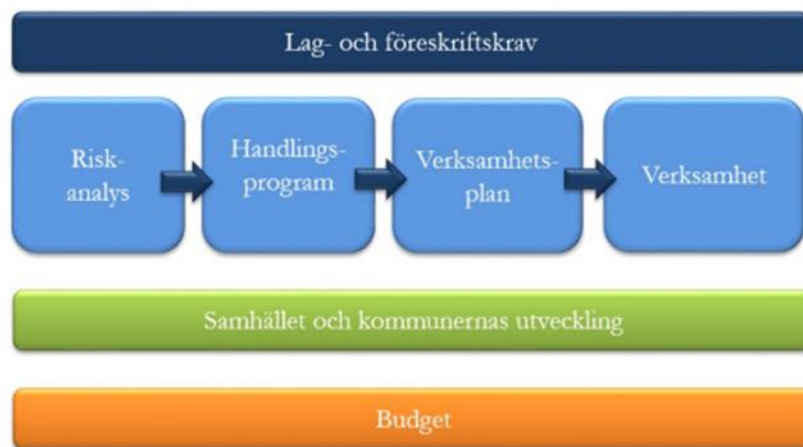 Lag- och föreskriftskrav
Risk-
analys
Handlings-
program
Verksamhets-
plan
Verksamhet
Samhället och kommunernas utveckling
Budget